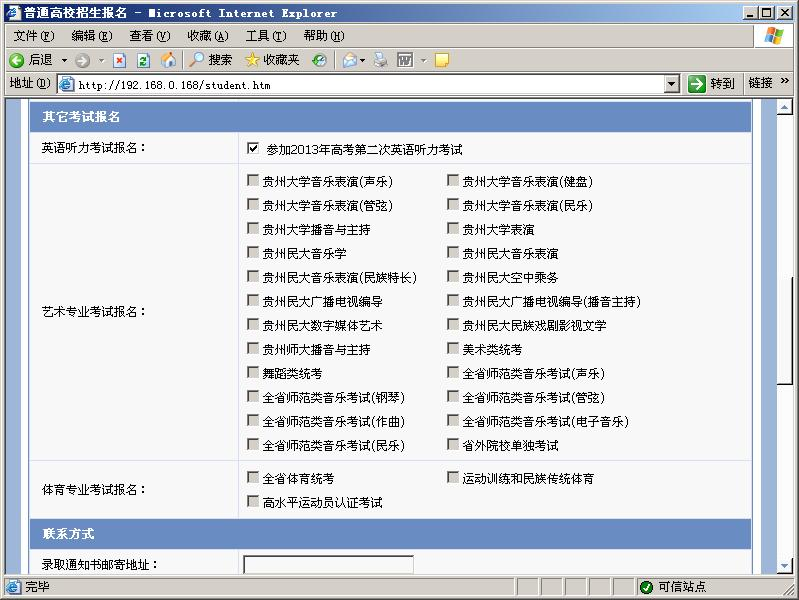 普通高校招生报名 - Microsoft Internet Explorer
文件(F) 编辑(E) 查看(V) 收藏(A) 工具(T) 帮助(H)
后退 搜索 收藏夹
地址(D) http://192.168.0.168/student.htm 转到 链接 »
其它考试报名
英语听力考试报名: 参加2013年高考第二次英语听力考试
艺术专业考试报名:
贵州大学音乐表演(声乐) 贵州大学音乐表演(健盘)
贵州大学音乐表演(管弦) 贵州大学音乐表演(民乐)
贵州大学播音与主持 贵州大学表演
贵州民大音乐学 贵州民大音乐表演
贵州民大音乐表演(民族特长) 贵州民大空中乘务
贵州民大广播电视编导 贵州民大广播电视编导(播音主持)
贵州民大数字媒体艺术 贵州民大民族戏剧影视文学
贵州师大播音与主持 美术类统考
舞蹈类统考 全省师范类音乐考试(声乐)
全省师范类音乐考试(钢琴) 全省师范类音乐考试(管弦)
全省师范类音乐考试(作曲) 全省师范类音乐考试(电子音乐)
全省师范类音乐考试(民乐) 省外院校单独考试
体育专业考试报名:
全省体育统考 运动训练和民族传统体育
高水平运动员认证考试
联系方式
录取通知书邮寄地址:
完毕 可信站点